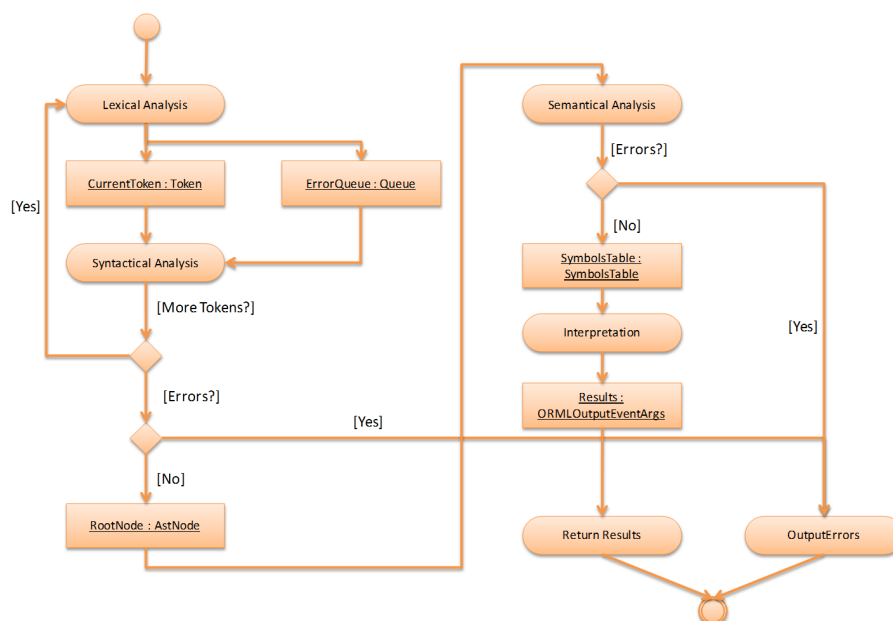 Lexical Analysis
CurrentToken : Token
ErrorQueue : Queue
[Yes]
Syntactical Analysis
[More Tokens?]
[Errors?]
[Yes]
[No]
RootNode : AstNode
Semantical Analysis
[Errors?]
[No]
SymbolsTable :
SymbolsTable
[Yes]
Interpretation
Results :
ORMLOutputEventArgs
Return Results
OutputErrors